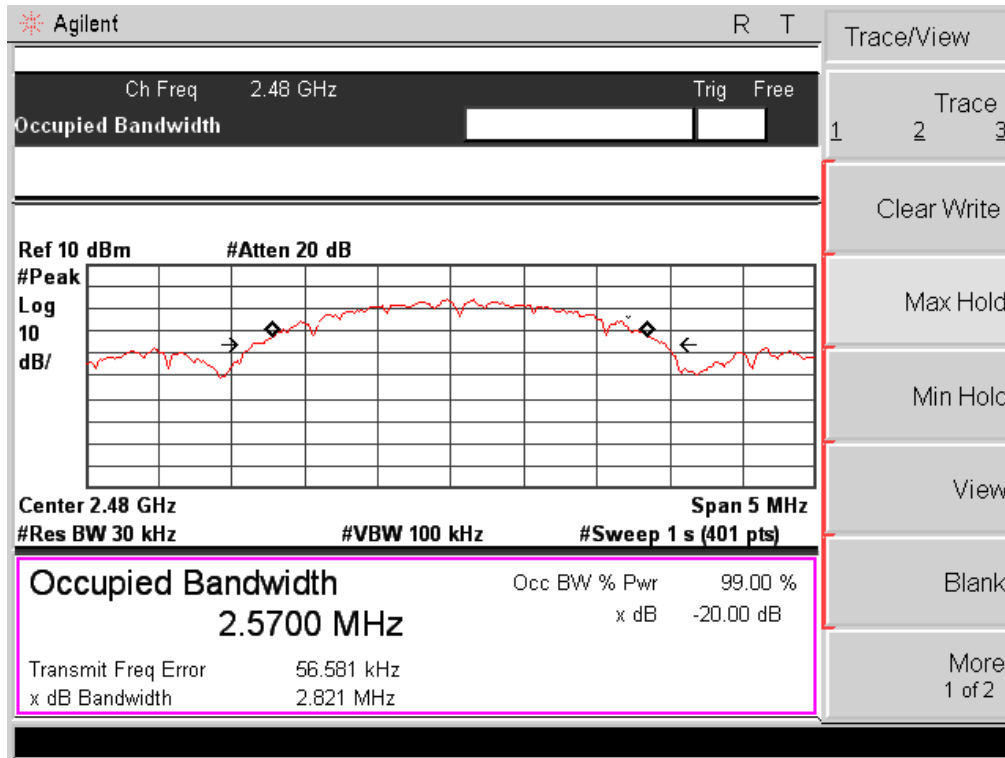 Agilent R T
Trace/View
Ch Freq 2.48 GHz Trig Free
Occupied Bandwidth
Trace
1 2 3
Clear Write
Ref 10 dBm #Atten 20 dB
#Peak
Log
10
dB/
Max Hold
Min Hold
View
Center 2.48 GHz Span 5 MHz
#Res BW 30 kHz #VBW 100 kHz #Sweep 1 s (401 pts)
Occupied Bandwidth
2.5700 MHz
Occ BW % Pwr 99.00 %
x dB -20.00 dB
Transmit Freq Error 56.581 kHz
x dB Bandwidth 2.821 MHz
Blank
More
1 of 2